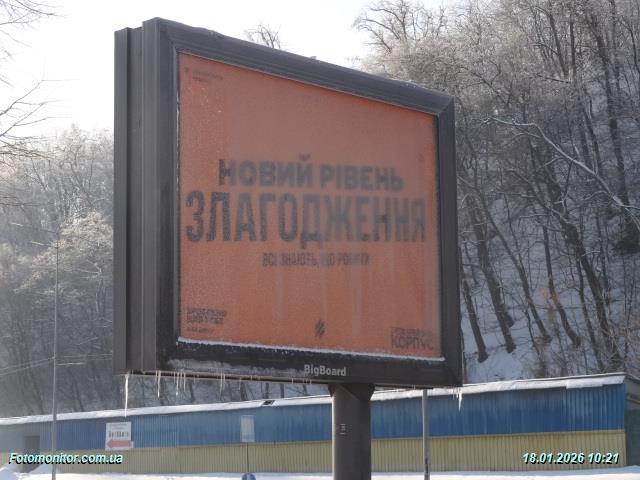 НОВИЙ РІВЕНЬ
ЗЛАГОДЖЕННЯ
ВСІ ЗНАЮТЬ, ЩО РОБИТИ
КОРПУС
BigBoard
Fotomonitor.com.ua
18.01.2026 10:21